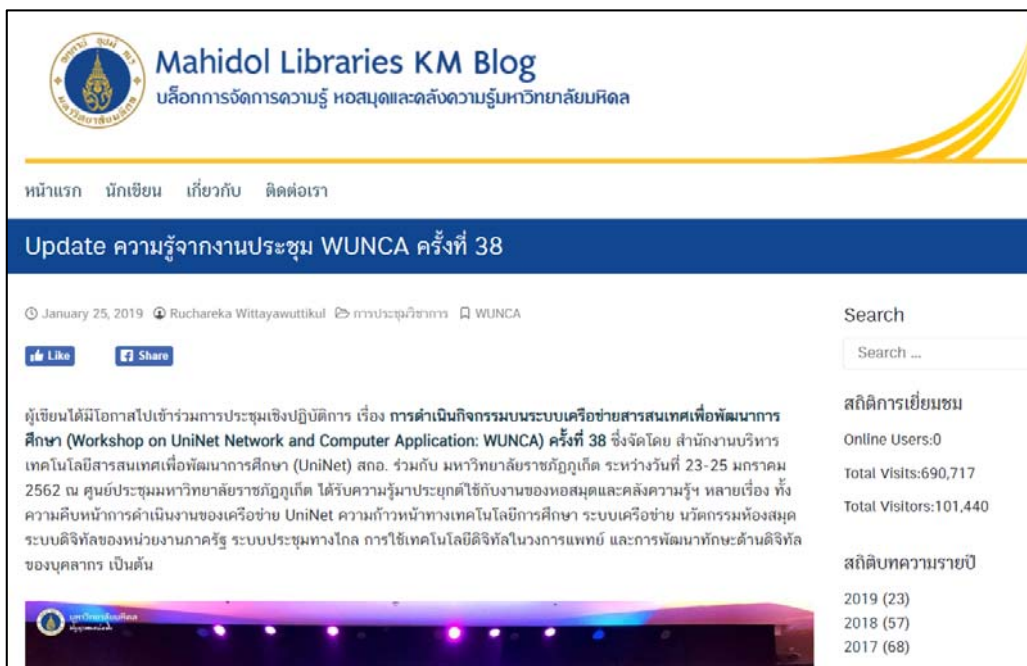 Mahidol Libraries KM Blog
บล็อกการจัดการความรู้ หอสมุดและคลังความรู้มหาวิทยาลัยมหิดล
หน้าแรก นักเขียน เกี่ยวกับ ติดต่อเรา
Update ความรู้จากงานประชุม WUNCA ครั้งที่ 38
January 25, 2019 Ruchareka Wittayawuttikul การประชุมวิชาการ WUNCA
Like Share
ผู้เขียนได้มีโอกาสไปเข้าร่วมการประชุมเชิงปฏิบัติการ เรื่อง การดำเนินกิจกรรมบนระบบเครือข่ายสารสนเทศเพื่อพัฒนาการ
ศึกษา (Workshop on UniNet Network and Computer Application: WUNCA) ครั้งที่ 38 ซึ่งจัดโดย สำนักงานบริหาร
เทคโนโลยีสารสนเทศเพื่อพัฒนาการศึกษา (UniNet) สกอ. ร่วมกับ มหาวิทยาลัยราชภัฏภูเก็ต ระหว่างวันที่ 23-25 มกราคม
2562 ณ ศูนย์ประชุมมหาวิทยาลัยราชภัฏภูเก็ต ได้รับความรู้มาประยุกต์ใช้กับงานของหอสมุดและคลังความรู้ฯ หลายเรื่อง ทั้ง
ความคืบหน้าการดำเนินงานของเครือข่าย UniNet ความก้าวหน้าทางเทคโนโลยีการศึกษา ระบบเครือข่าย นวัตกรรมห้องสมุด
ระบบดิจิทัลของหน่วยงานภาครัฐ ระบบประชุมทางไกล การใช้เทคโนโลยีดิจิทัลในวงการแพทย์ และการพัฒนาทักษะด้านดิจิทัล
ของบุคลากร เป็นต้น
มหาวิทยาลัยมหิดล
Search
Search ...
สถิติการเยี่ยมชม
Online Users:0
Total Visits:690,717
Total Visitors:101,440
สถิติบทความรายปี
2019 (23)
2018 (57)
2017 (68)